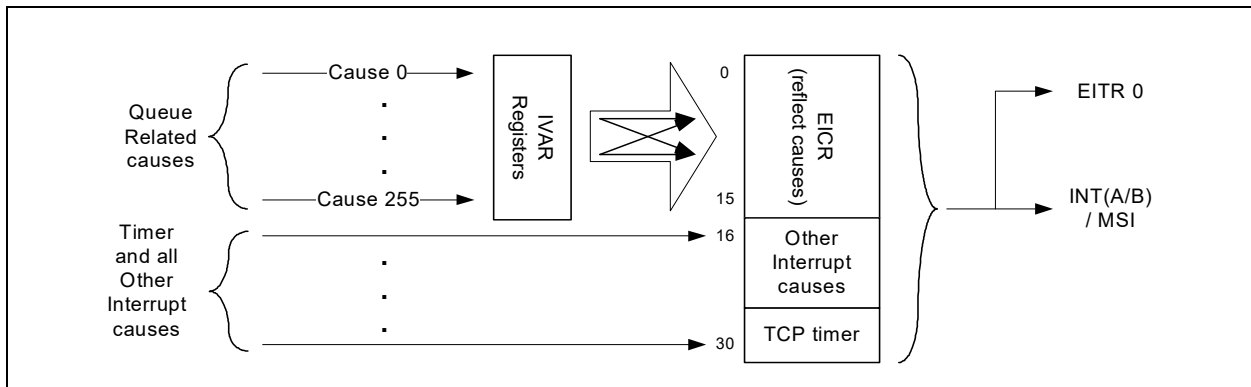 Cause 0
Queue
Related
causes
Cause 255
IVAR
Registers
0
15
EICR
(reflect causes)
EITR 0
INT(A/B)
/ MSI
Timer
and all
Other
Interrupt
causes
16
30
Other
Interrupt
causes
TCP timer